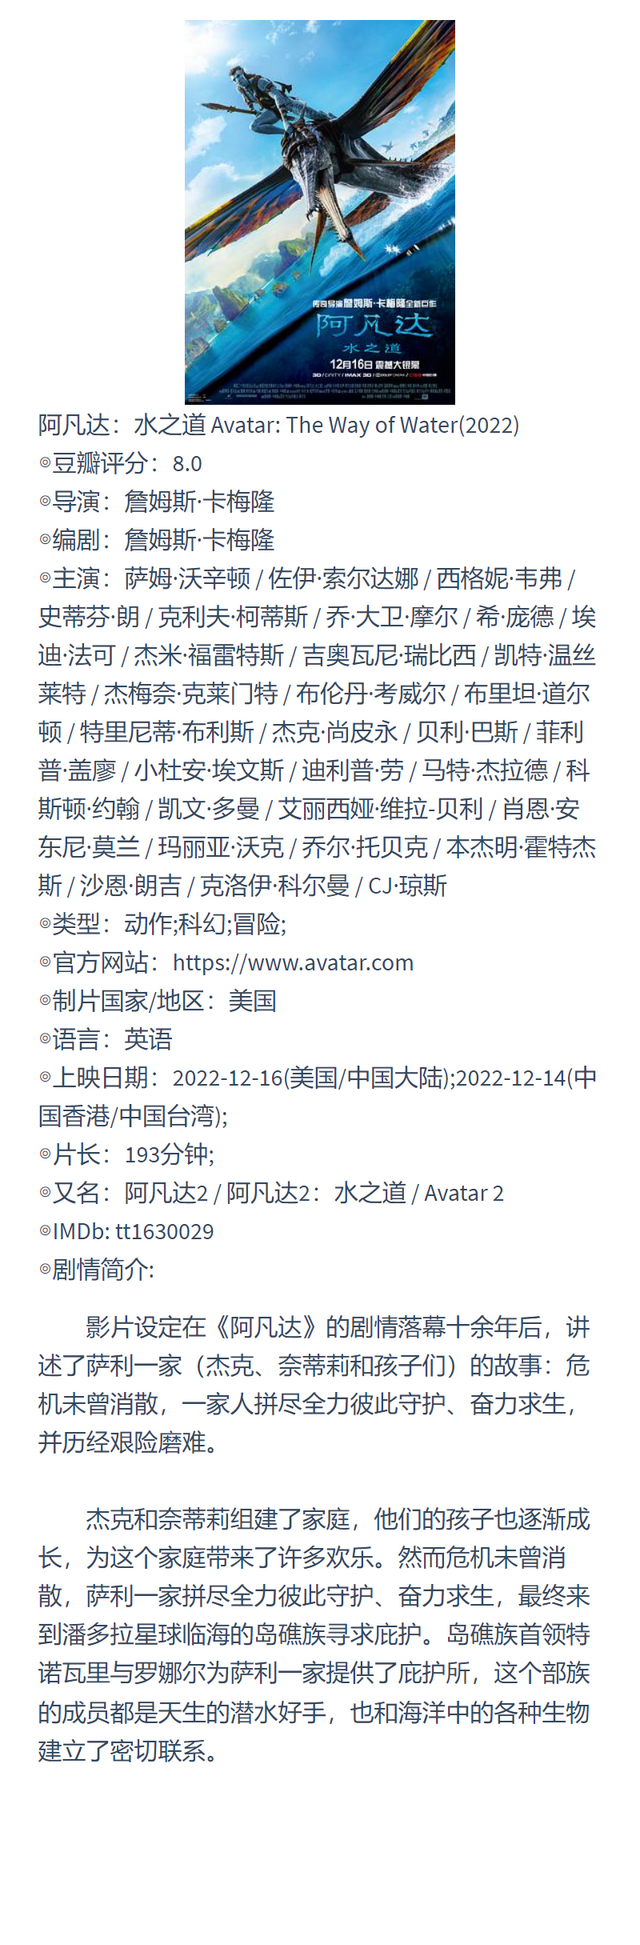 传奇导演詹姆斯·卡梅隆全新巨作
阿凡达
水之道
12月16日 震撼大银幕
阿凡达：水之道 Avatar: The Way of Water(2022)
◎豆瓣评分：8.0
◎导演：詹姆斯·卡梅隆
◎编剧：詹姆斯·卡梅隆
◎主演：萨姆·沃辛顿 / 佐伊·索尔达娜 / 西格妮·韦弗 /
史蒂芬·朗 / 克利夫·柯蒂斯 / 乔·大卫·摩尔 / 希·庞德 / 埃
迪·法可 / 杰米·福雷特斯 / 吉奥瓦尼·瑞比西 / 凯特·温丝
莱特 / 杰梅奈·克莱门特 / 布伦丹·考威尔 / 布里坦·道尔
顿 / 特里尼蒂·布利斯 / 杰克·尚皮永 / 贝利·巴斯 / 菲利
普·盖廖 / 小杜安·埃文斯 / 迪利普·劳 / 马特·杰拉德 / 科
斯顿·约翰 / 凯文·多曼 / 艾丽西娅·维拉-贝利 / 肖恩·安
东尼·莫兰 / 玛丽亚·沃克 / 乔尔·托贝克 / 本杰明·霍特杰
斯 / 沙恩·朗吉 / 克洛伊·科尔曼 / CJ·琼斯
◎类型：动作;科幻;冒险;
◎官方网站：https://www.avatar.com
◎制片国家/地区：美国
◎语言：英语
◎上映日期：2022-12-16(美国/中国大陆);2022-12-14(中
国香港/中国台湾);
◎片长：193分钟;
◎又名：阿凡达2 / 阿凡达2：水之道 / Avatar 2
◎IMDb: tt1630029
◎剧情简介:
影片设定在《阿凡达》的剧情落幕十余年后，讲
述了萨利一家（杰克、奈蒂莉和孩子们）的故事：危
机未曾消散，一家人拼尽全力彼此守护、奋力求生，
并历经艰险磨难。
杰克和奈蒂莉组建了家庭，他们的孩子也逐渐成
长，为这个家庭带来了许多欢乐。然而危机未曾消
散，萨利一家拼尽全力彼此守护、奋力求生，最终来
到潘多拉星球临海的岛礁族寻求庇护。岛礁族首领特
诺瓦里与罗娜尔为萨利一家提供了庇护所，这个部族
的成员都是天生的潜水好手，也和海洋中的各种生物
建立了密切联系。